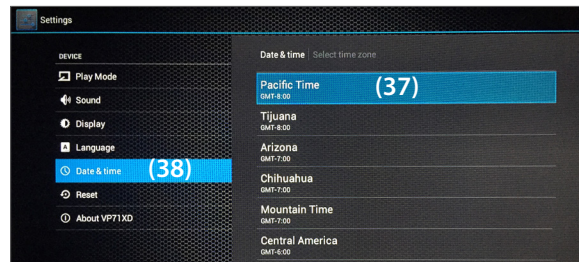 Settings
DEVICE
Play Mode
Sound
Display
A Language
Date & time (38)
Reset
About VP71XD
Date & time | Select time zone
Pacific Time (37)
GMT-8:00
Tijuana
GMT-8:00
Arizona
GMT-7:00
Chihuahua
GMT-7:00
Mountain Time
GMT-7:00
Central America
GMT-6:00